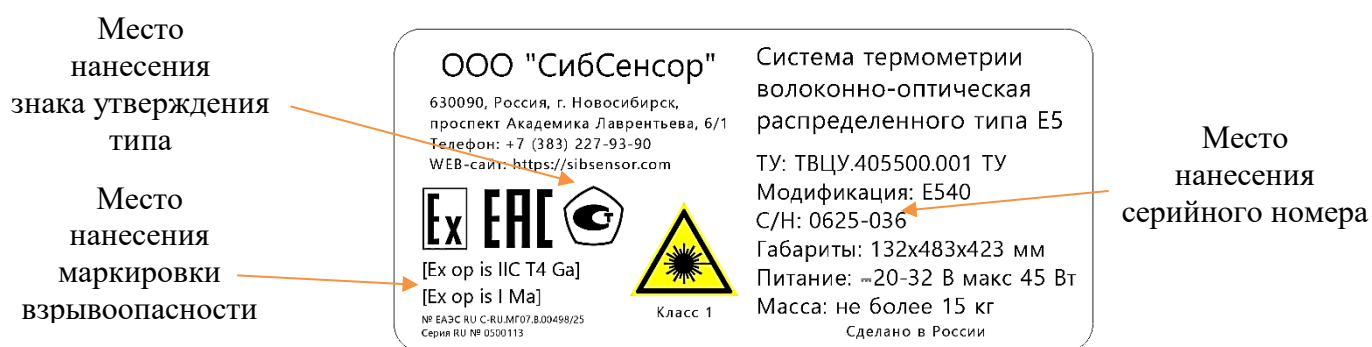 Место
нанесения
знака утверждения
типа
Место
нанесения
маркировки
взрывоопасности
ООО "СибСенсор"
630090, Россия, г. Новосибирск,
проспект Академика Лаврентьева, 6/1
Телефон: +7 (383) 227-93-90
WEB-сайт: https://sibsensor.com
Ex EAC Ст
[Ex op is IIC T4 Ga]
[Ex op is I Ma]
№ ЕАЭС RU C-RU.МГ07.В.00498/25
Серия RU № 0500113
Класс 1
Система термометрии
волоконно-оптическая
распределенного типа E5
ТУ: ТВЦУ.405500.001 ТУ
Модификация: E540
С/Н: 0625-036
Габариты: 132x483x423 мм
Питание: ⎓20-32 В макс 45 Вт
Масса: не более 15 кг
Сделано в России
Место
нанесения
серийного номера